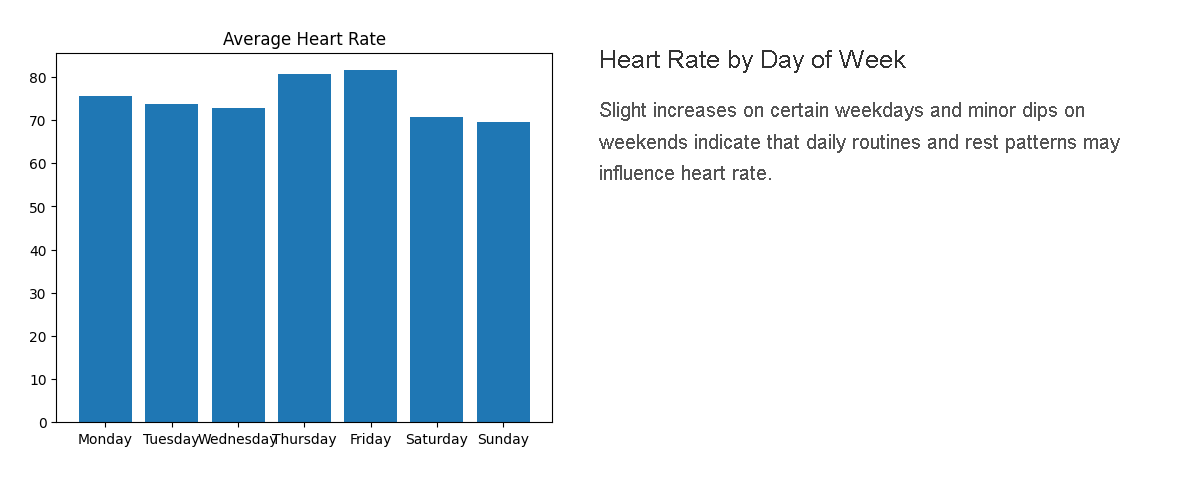 Average Heart Rate
80
70
60
50
40
30
20
10
0
Monday Tuesday Wednesday Thursday Friday Saturday Sunday
Heart Rate by Day of Week
Slight increases on certain weekdays and minor dips on
weekends indicate that daily routines and rest patterns may
influence heart rate.